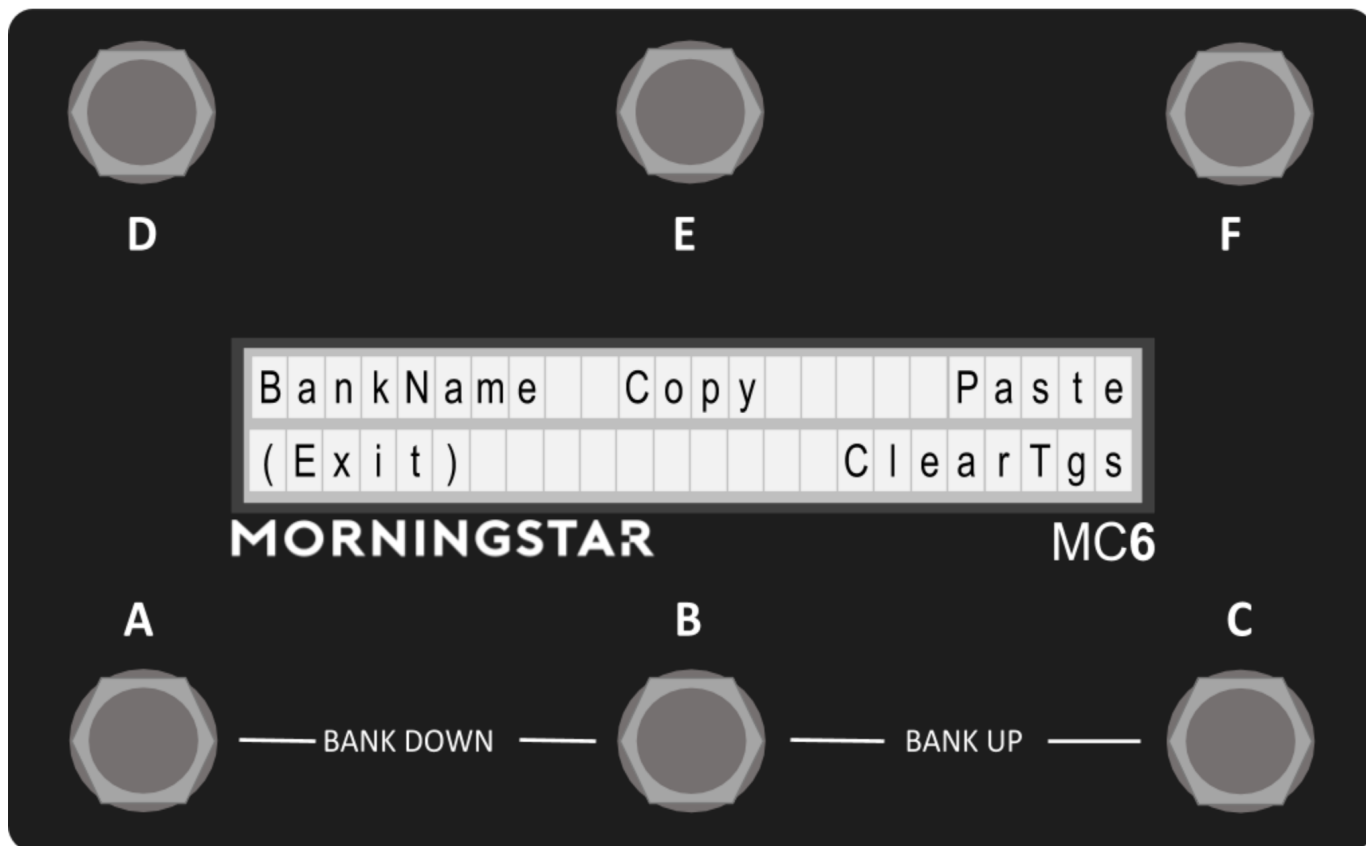 D E F
BankName Copy Paste
(Exit) ClearTgs
MORNINGSTAR MC6
A B C
BANK DOWN BANK UP